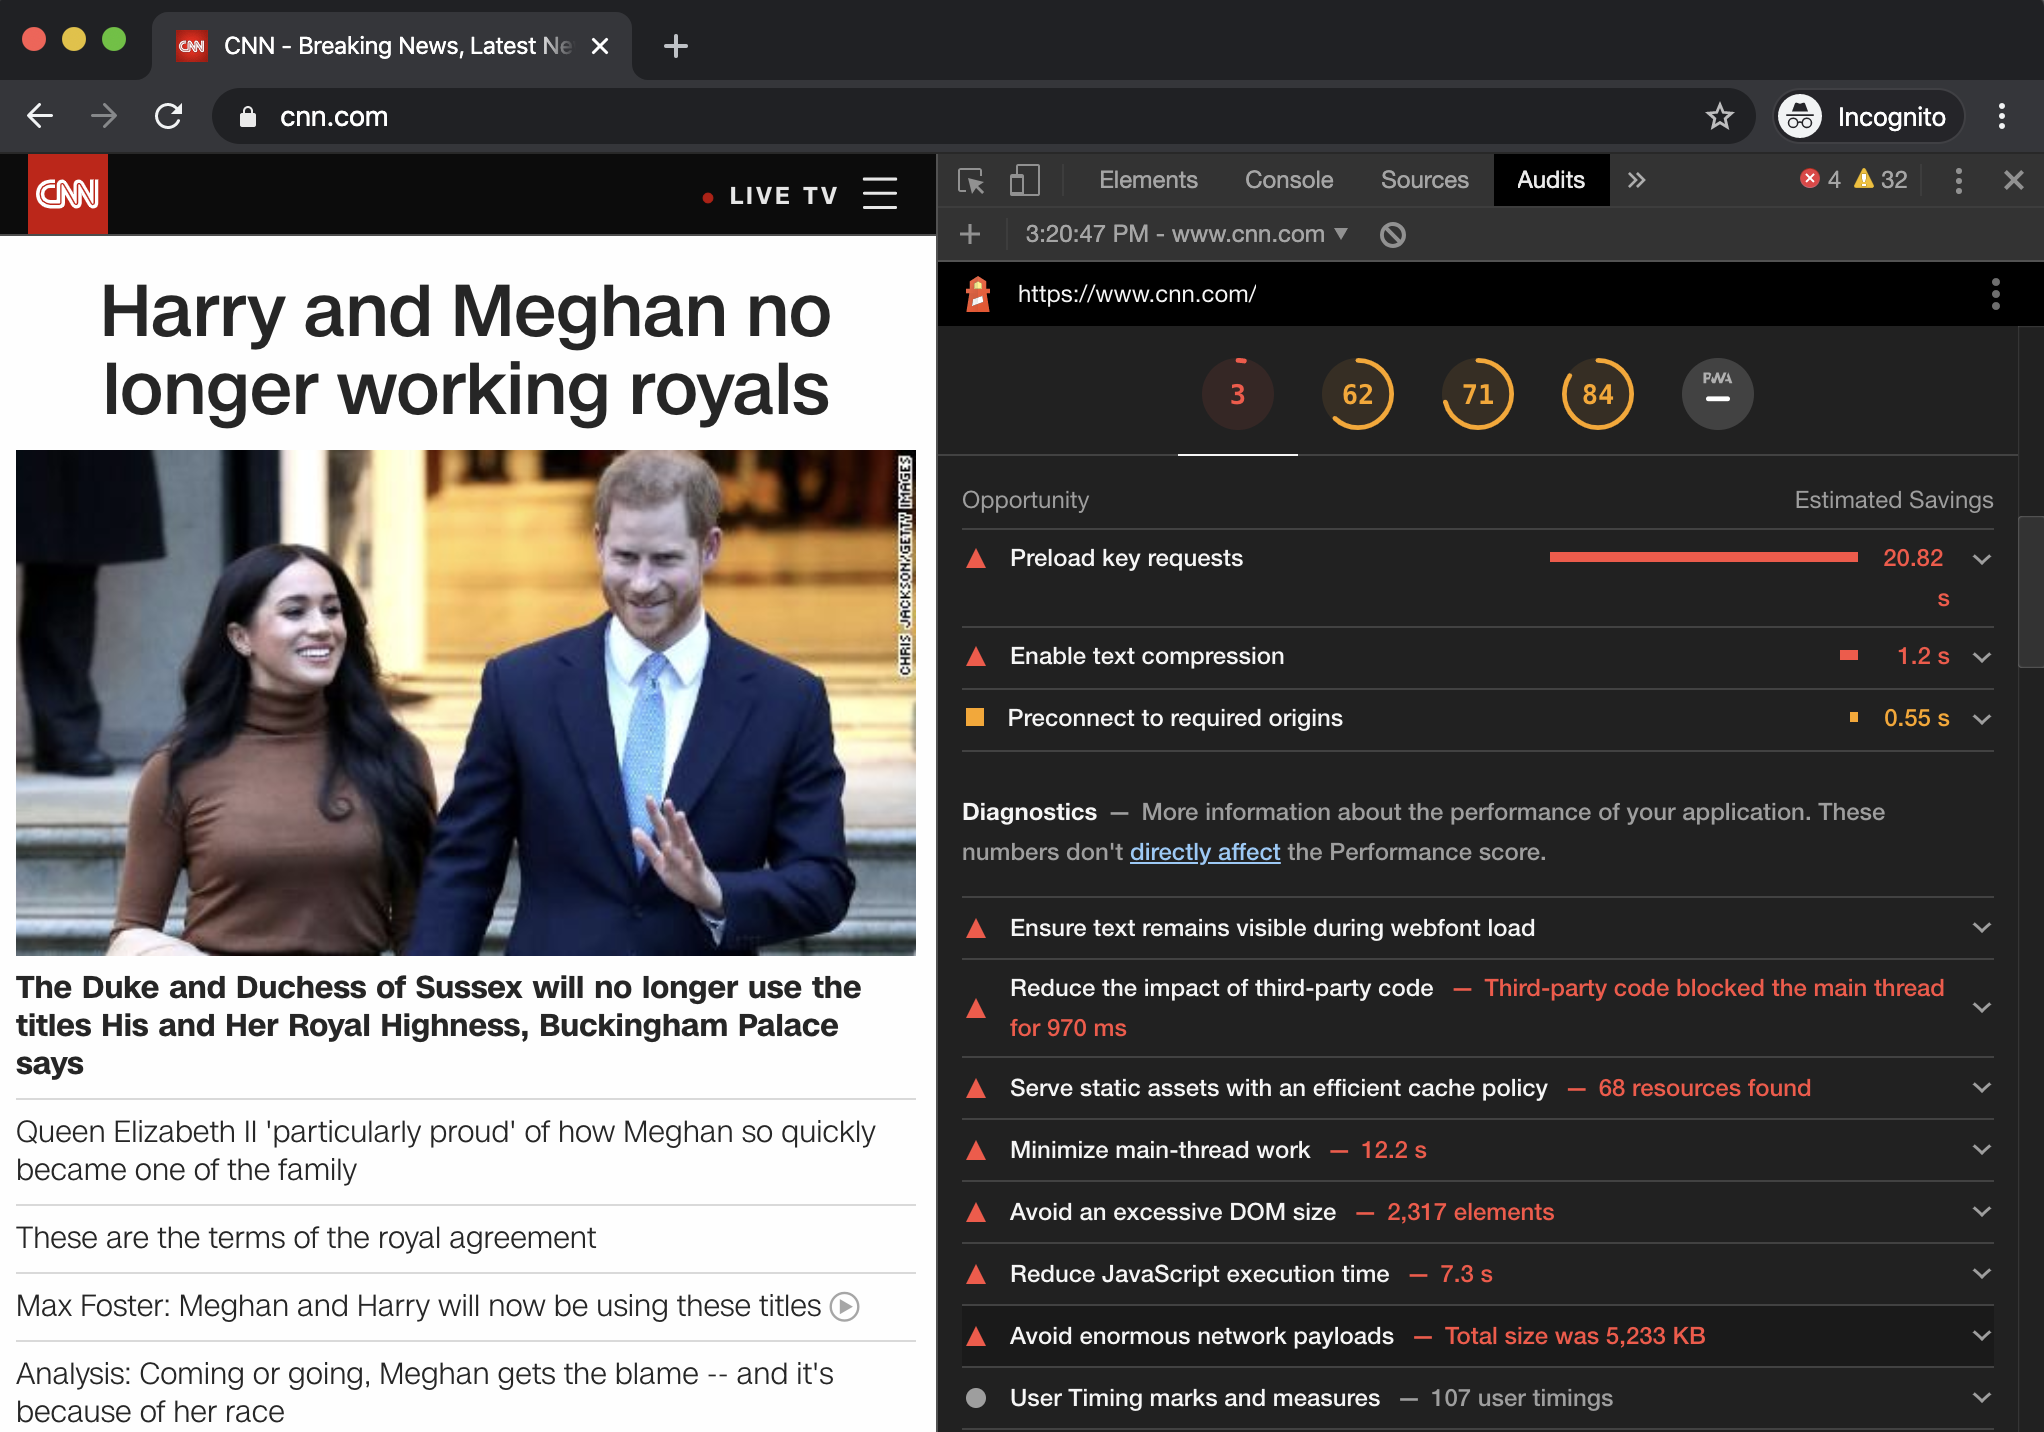 CNN
CNN - Breaking News, Latest Ne
cnn.com
Incognito
CNN
LIVE TV
Harry and Meghan no
longer working royals
CHRIS JACKSON/GETTY IMAGES
The Duke and Duchess of Sussex will no longer use the
titles His and Her Royal Highness, Buckingham Palace
says
Queen Elizabeth II 'particularly proud' of how Meghan so quickly
became one of the family
These are the terms of the royal agreement
Max Foster: Meghan and Harry will now be using these titles
Analysis: Coming or going, Meghan gets the blame -- and it's
because of her race
Elements Console Sources Audits » 4 32
3:20:47 PM - www.cnn.com
https://www.cnn.com/
3 62 71 84 PWA
Opportunity Estimated Savings
Preload key requests 20.82
s
Enable text compression 1.2 s
Preconnect to required origins 0.55 s
Diagnostics — More information about the performance of your application. These
numbers don't directly affect the Performance score.
Ensure text remains visible during webfont load
Reduce the impact of third-party code — Third-party code blocked the main thread
for 970 ms
Serve static assets with an efficient cache policy — 68 resources found
Minimize main-thread work — 12.2 s
Avoid an excessive DOM size — 2,317 elements
Reduce JavaScript execution time — 7.3 s
Avoid enormous network payloads — Total size was 5,233 KB
User Timing marks and measures — 107 user timings